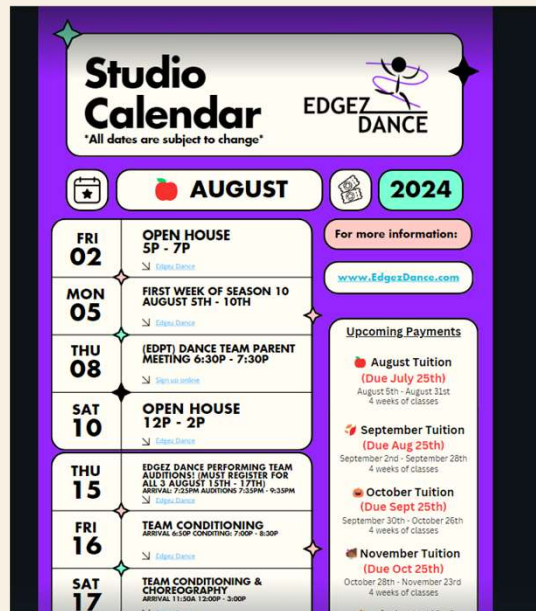 Studio
Calendar
*All dates are subject to change*
EDGEZ
DANCE
AUGUST
2024
FRI
02
OPEN HOUSE
5P - 7P
Edgez Dance
MON
05
FIRST WEEK OF SEASON 10
AUGUST 5TH - 10TH
Edgez Dance
THU
08
(EDPT) DANCE TEAM PARENT
MEETING 6:30P - 7:30P
Sign up online
SAT
10
OPEN HOUSE
12P - 2P
Edgez Dance
THU
15
EDGEZ DANCE PERFORMING TEAM
AUDITIONS! (MUST REGISTER FOR
ALL 3 AUGUST 15TH - 17TH)
ARRIVAL: 7:25PM AUDITIONS 7:35PM - 9:35PM
Edgez Dance
FRI
16
TEAM CONDITIONING
ARRIVAL 6:50P CONDITING: 7:00P - 8:30P
Edgez Dance
SAT
17
TEAM CONDITIONING &
CHOREOGRAPHY
ARRIVAL 11:50A 12:00P - 3:00P
For more information:
www.EdgezDance.com
Upcoming Payments
August Tuition
(Due July 25th)
August 5th - August 31st
4 weeks of classes
September Tuition
(Due Aug 25th)
September 2nd - September 28th
4 weeks of classes
October Tuition
(Due Sept 25th)
September 30th - October 26th
4 weeks of classes
November Tuition
(Due Oct 25th)
October 28th - November 23rd
4 weeks of classes